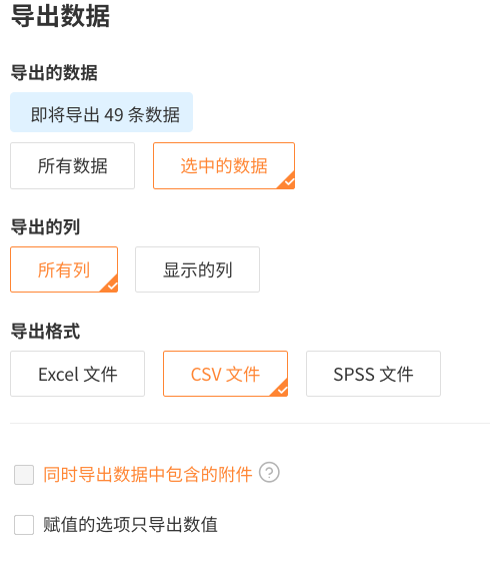 导出数据
导出的数据
即将导出 49 条数据
所有数据 选中的数据
导出的列
所有列 显示的列
导出格式
Excel 文件 CSV 文件 SPSS 文件
同时导出数据中包含的附件 ?
赋值的选项只导出数值